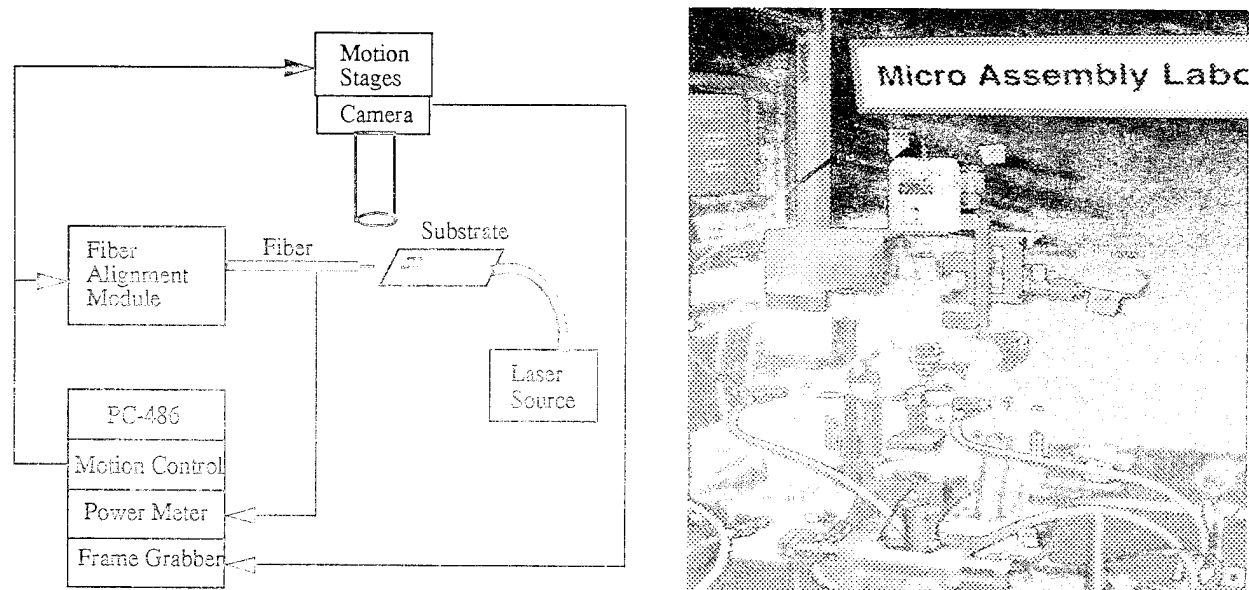 Motion
Stages
Camera
Fiber
Alignment
Module
Fiber
Substrate
Laser
Source
PC-486
Motion Control
Power Meter
Frame Grabber
Micro Assembly Labo